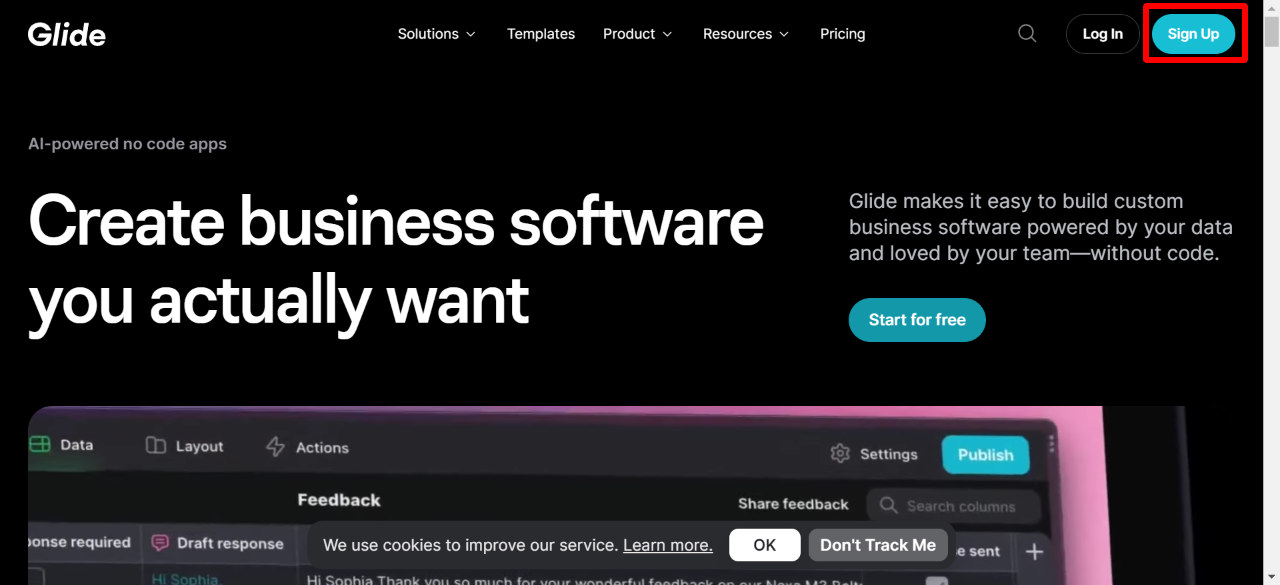 Glide
Solutions
Templates
Product
Resources
Pricing
Log In
Sign Up
AI-powered no code apps
Create business software
you actually want
Glide makes it easy to build custom
business software powered by your data
and loved by your team—without code.
Start for free
Data
Layout
Actions
Settings
Publish
Feedback
Share feedback
Search columns
onse required
Draft response
We use cookies to improve our service. Learn more.
OK
Don't Track Me
e sent
Hi Sophia,
Hi Sophia Thank you so much for your wonderful feedback on our